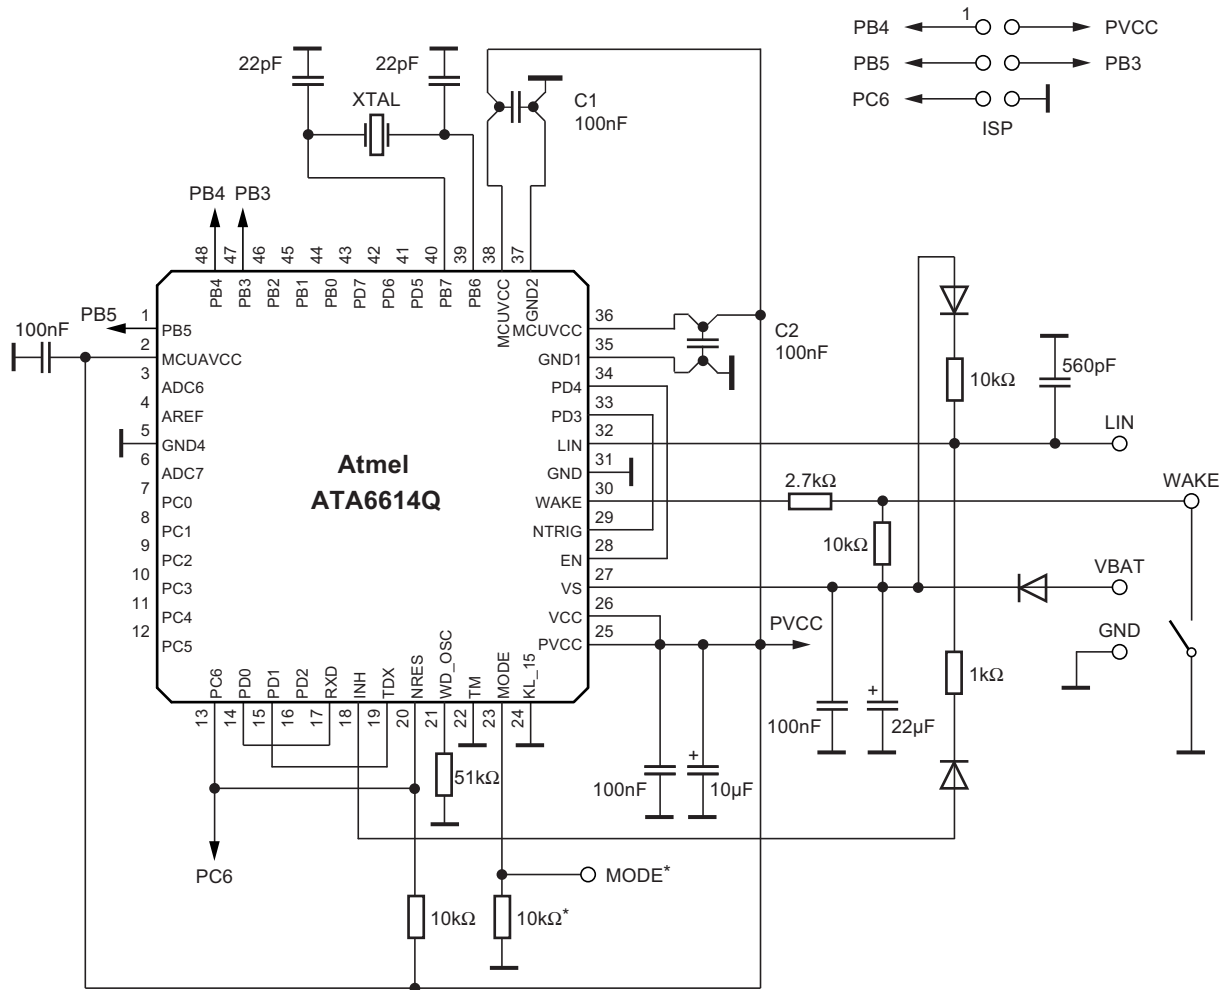 PB4 1 PVCC
PB5 PB3
PC6
ISP
22pF 22pF
XTAL
C1
100nF
PB4 PB3
48 47 46 45 44 43 42 41 40 39 38 37
PB4 PB3 PB2 PB1 PB0 PD7 PD6 PD5 PB7 PB6 MCUVCC GND2
PB5
100nF
1 PB5
2 MCUAVCC
3 ADC6
4 AREF
5 GND4
6 ADC7
7 PC0
8 PC1
9 PC2
10 PC3
11 PC4
12 PC5
Atmel
ATA6614Q
MCUVCC 36
GND1 35
PD4 34
PD3 33
LIN 32
GND 31
WAKE 30
NTRIG 29
EN 28
VS 27
VCC 26
PVCC 25
C2
100nF
10kΩ
560pF
LIN
2.7kΩ
WAKE
10kΩ
VBAT
PVCC
GND
1kΩ
100nF
+
22µF
PC6 PD0 PD1 PD2 RXD INH TDX NRES WD_OSC TM MODE KL_15
13 14 15 16 17 18 19 20 21 22 23 24
51kΩ
100nF
+
10µF
PC6
MODE*
10kΩ
10kΩ*